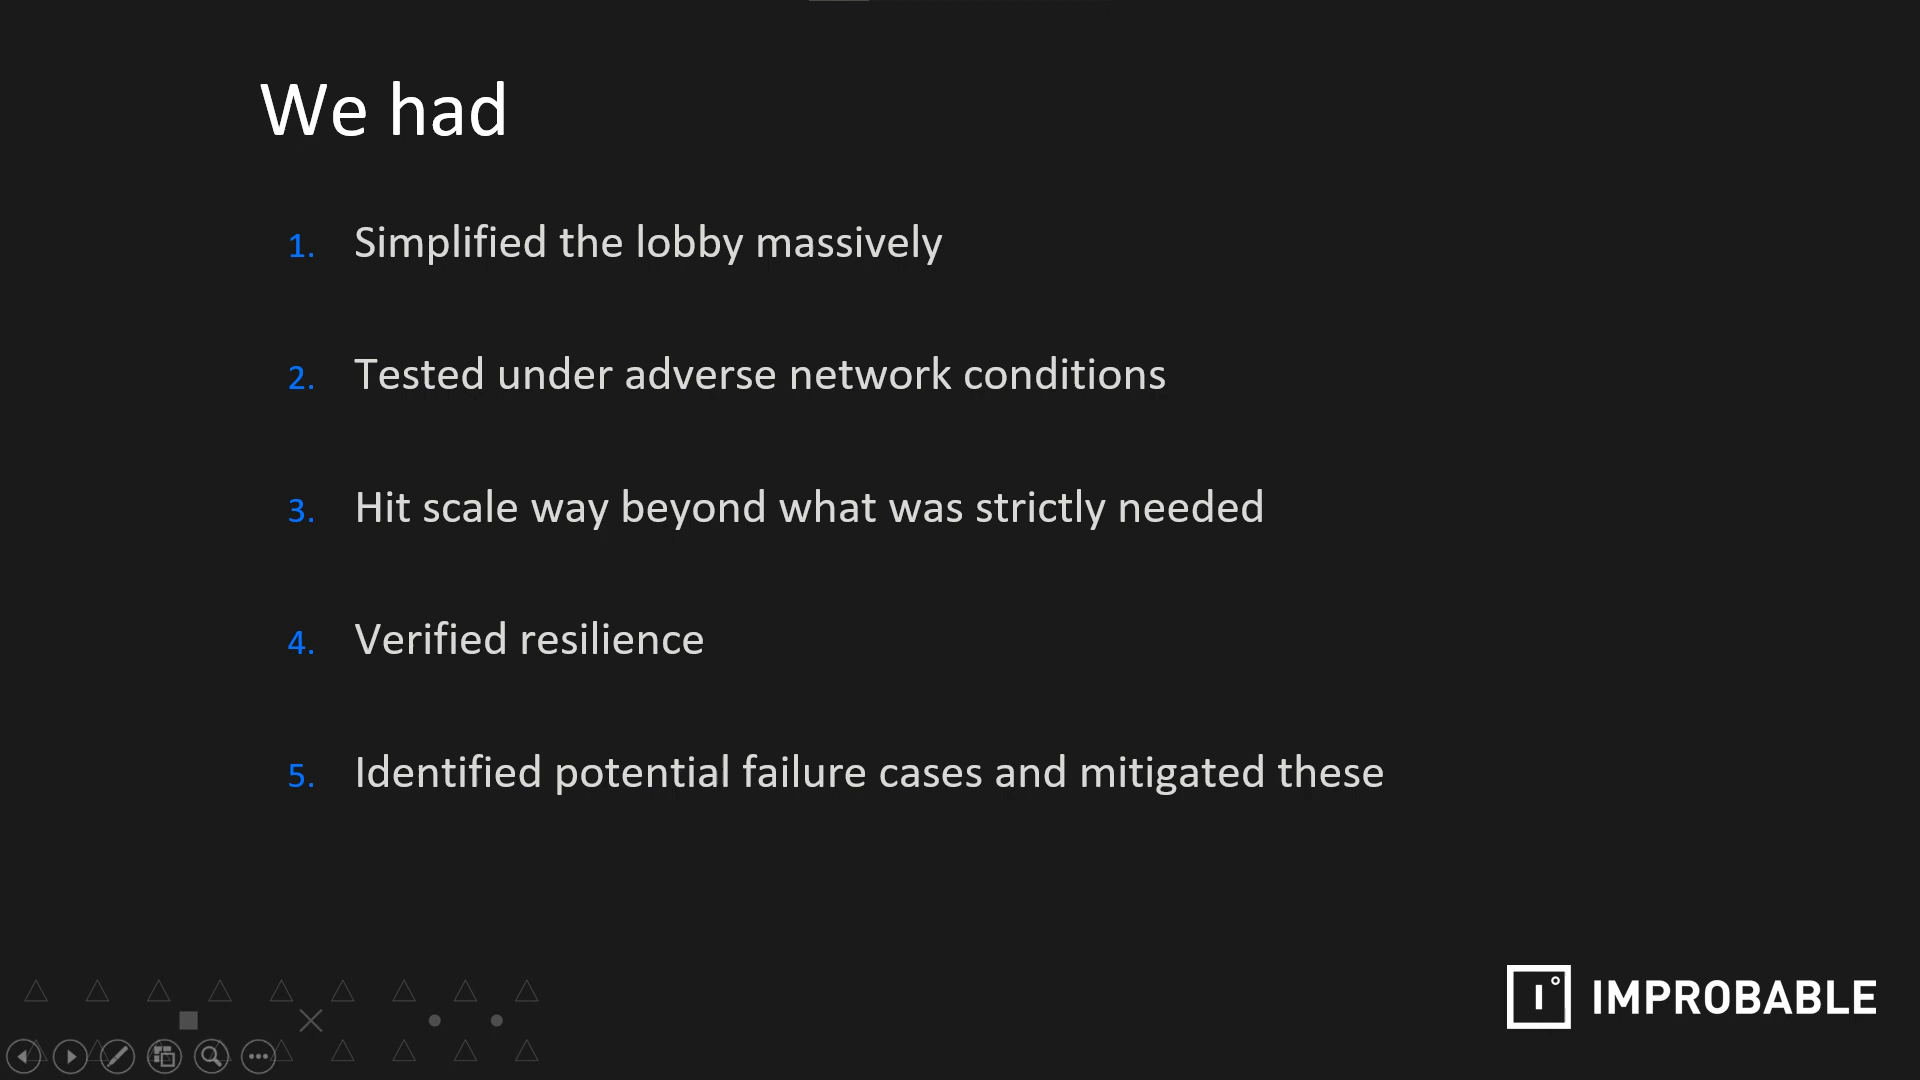 We had
1. Simplified the lobby massively
2. Tested under adverse network conditions
3. Hit scale way beyond what was strictly needed
4. Verified resilience
5. Identified potential failure cases and mitigated these
I° IMPROBABLE